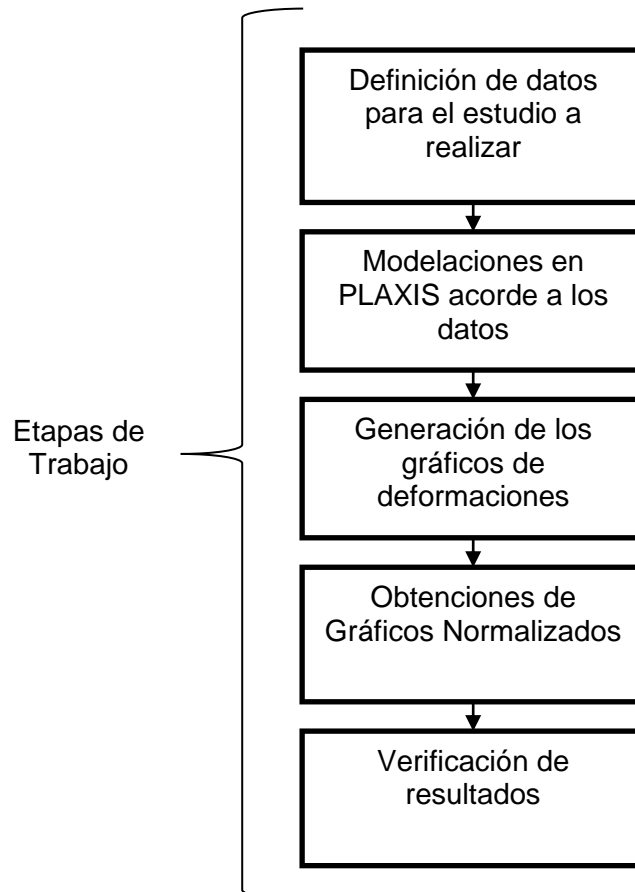 Etapas de
Trabajo
Definición de datos
para el estudio a
realizar
Modelaciones en
PLAXIS acorde a los
datos
Generación de los
gráficos de
deformaciones
Obtenciones de
Gráficos Normalizados
Verificación de
resultados